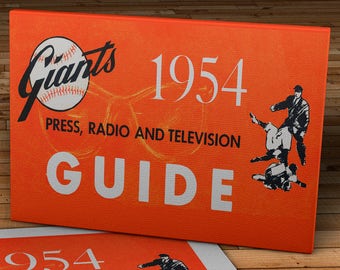 Giants
1954
PRESS, RADIO AND TELEVISION
GUIDE
1954